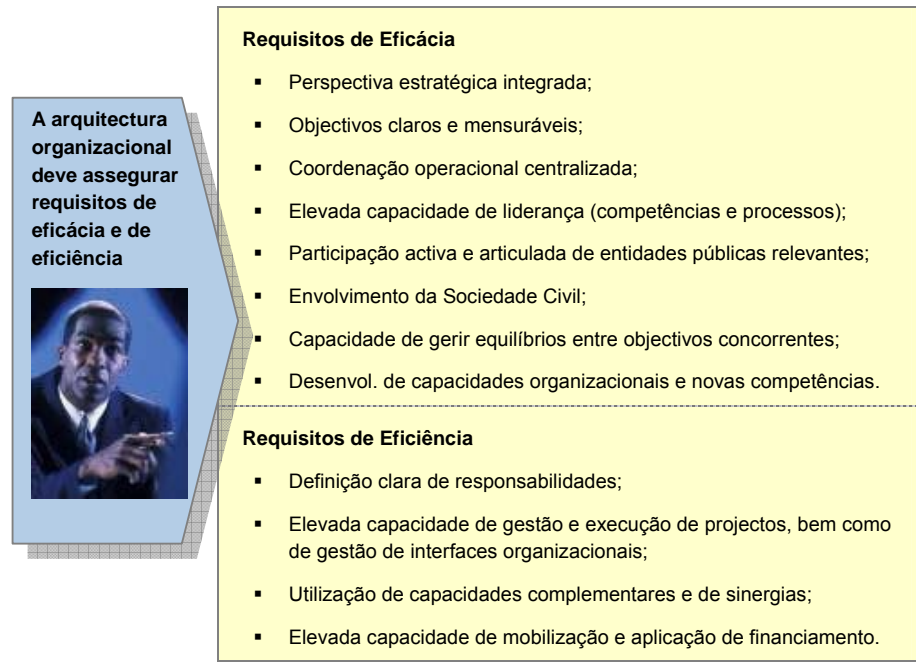 A arquitectura
organizacional
deve assegurar
requisitos de
eficácia e de
eficiência
Requisitos de Eficácia
▪ Perspectiva estratégica integrada;
▪ Objectivos claros e mensuráveis;
▪ Coordenação operacional centralizada;
▪ Elevada capacidade de liderança (competências e processos);
▪ Participação activa e articulada de entidades públicas relevantes;
▪ Envolvimento da Sociedade Civil;
▪ Capacidade de gerir equilíbrios entre objectivos concorrentes;
▪ Desenvol. de capacidades organizacionais e novas competências.
Requisitos de Eficiência
▪ Definição clara de responsabilidades;
▪ Elevada capacidade de gestão e execução de projectos, bem como
de gestão de interfaces organizacionais;
▪ Utilização de capacidades complementares e de sinergias;
▪ Elevada capacidade de mobilização e aplicação de financiamento.